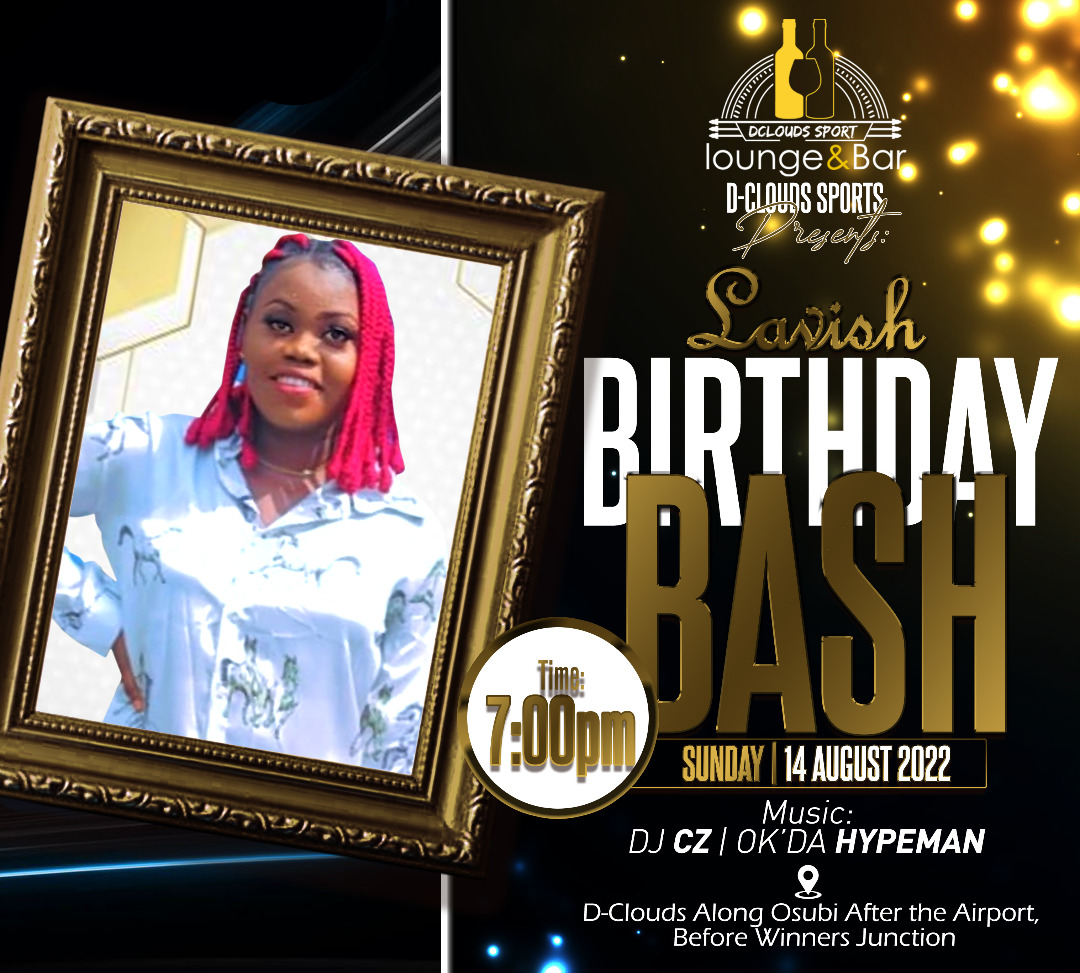 DCLOUDS SPORT
lounge&Bar
D-CLOUDS SPORTS
Presents:
Lavish
BIRTHDAY
BASH
Time:
7:00pm
SUNDAY | 14 AUGUST 2022
Music:
DJ CZ | OK'DA HYPEMAN
D-Clouds Along Osubi After the Airport,
Before Winners Junction